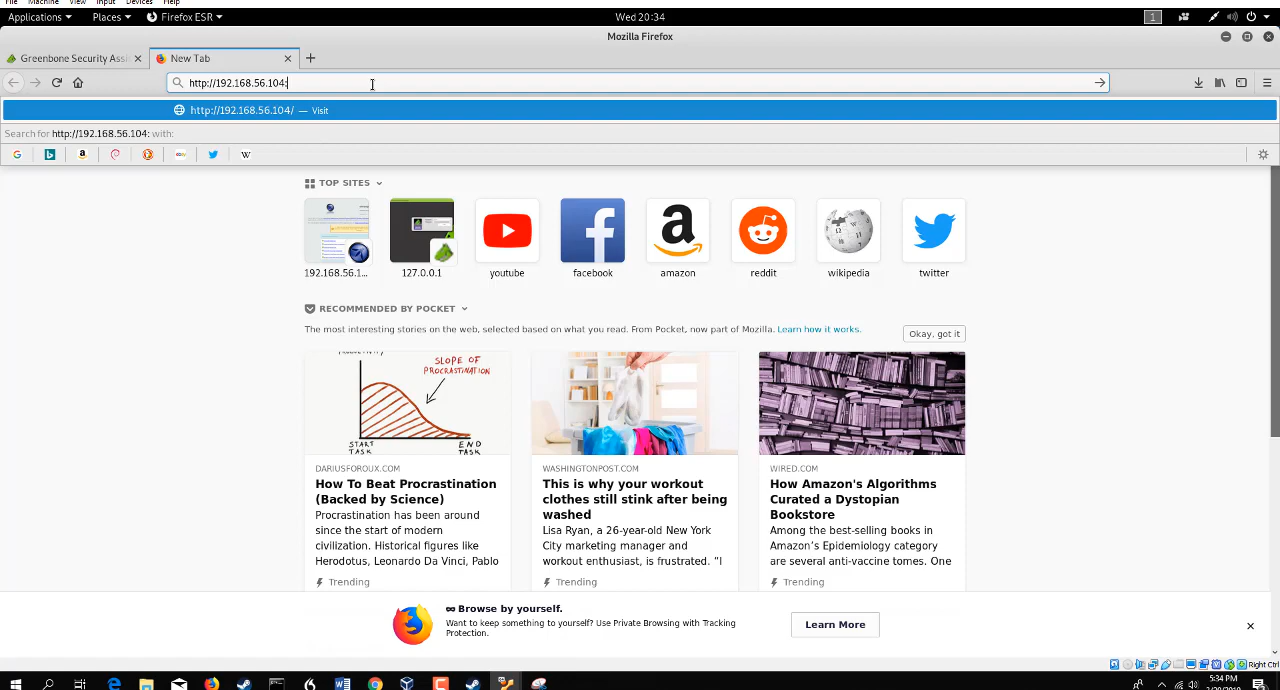 File Machine View Input Devices Help
Applications Places Firefox ESR Wed 20:34 1
Mozilla Firefox
Greenbone Security Assi New Tab
http://192.168.56.104:
http://192.168.56.104/ — Visit
Search for http://192.168.56.104: with:
TOP SITES
192.168.56.1... 127.0.0.1 youtube facebook amazon reddit wikipedia twitter
RECOMMENDED BY POCKET
The most interesting stories on the web, selected based on what you read. From Pocket, now part of Mozilla. Learn how it works. Okay, got it
SLOPE OF
PROCRASTINATION
START
TASK
END
TASK
DARIUSFOROUX.COM
How To Beat Procrastination
(Backed by Science)
Procrastination has been around
since the start of modern
civilization. Historical figures like
Herodotus, Leonardo Da Vinci, Pablo
Trending
WASHINGTONPOST.COM
This is why your workout
clothes still stink after being
washed
Lisa Ryan, a 26-year-old New York
City marketing manager and
workout enthusiast, is frustrated. “I
Trending
WIRED.COM
How Amazon's Algorithms
Curated a Dystopian
Bookstore
Among the best-selling books in
Amazon’s Epidemiology category
are several anti-vaccine tomes. One
Trending
Browse by yourself.
Want to keep something to yourself? Use Private Browsing with Tracking
Protection.
Learn More
Right Ctrl
5:34 PM